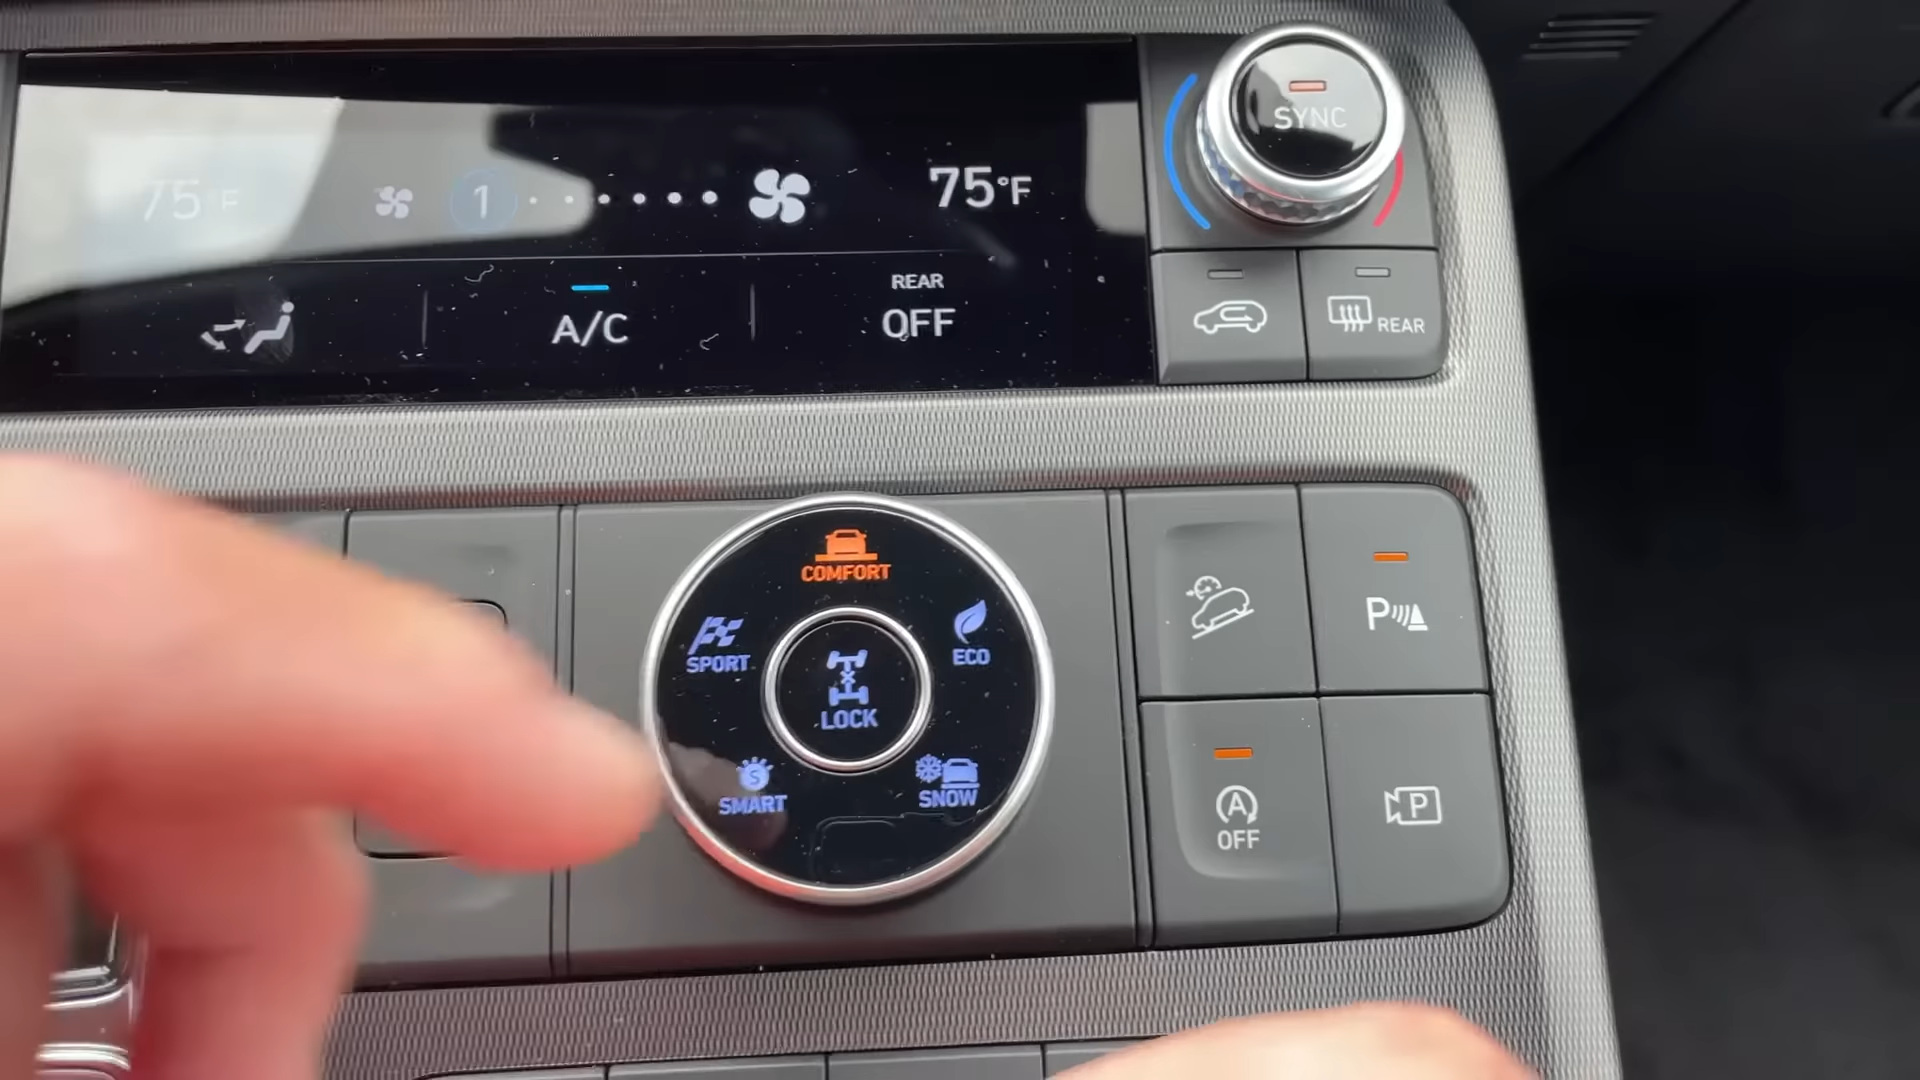 SYNC
75°F
1
75°F
A/C
REAR
OFF
REAR
COMFORT
SPORT
ECO
LOCK
SMART
SNOW
P
A
OFF
P